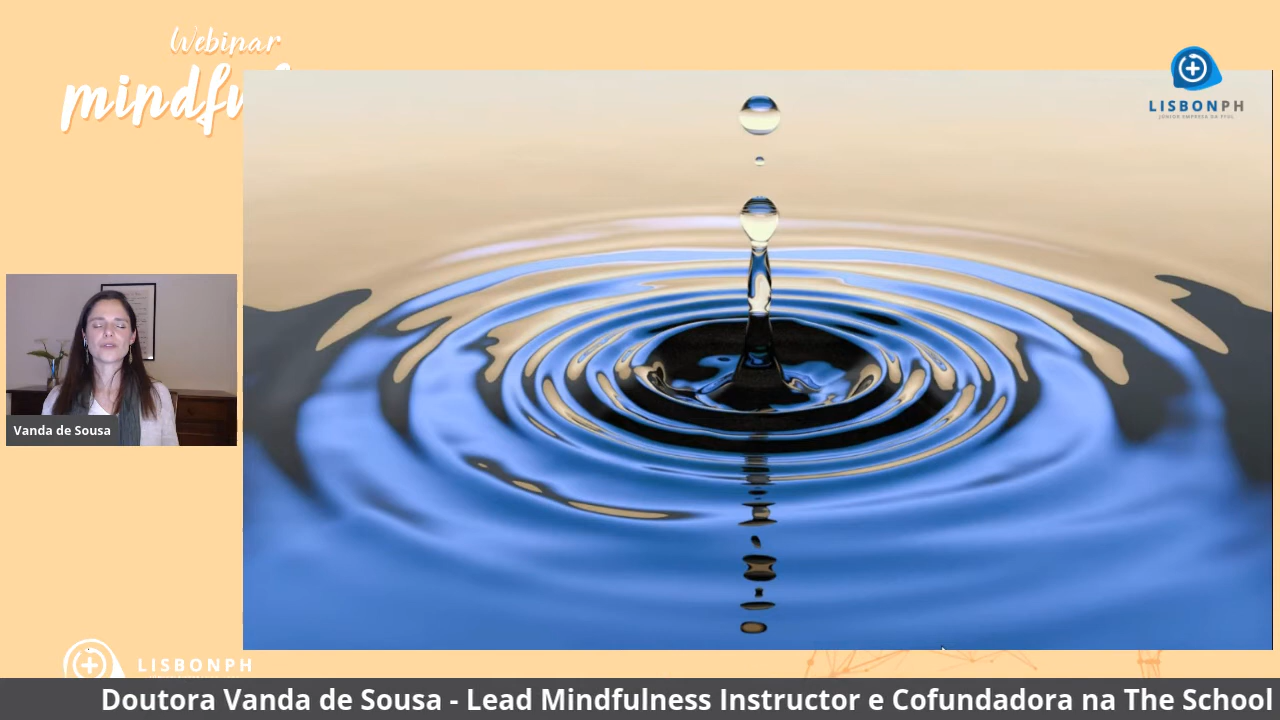 Webinar
mindfu
LISBONPH
JÚNIOR EMPRESA DA FFUL
Vanda de Sousa
LISBONPH
Doutora Vanda de Sousa - Lead Mindfulness Instructor e Cofundadora na The School